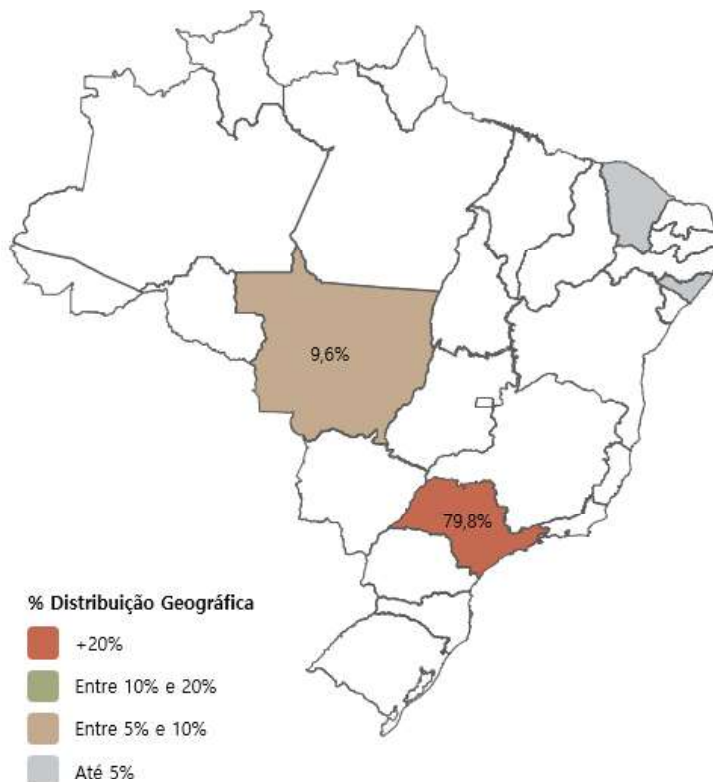 9,6%
79,8%
% Distribuição Geográfica
+20%
Entre 10% e 20%
Entre 5% e 10%
Até 5%